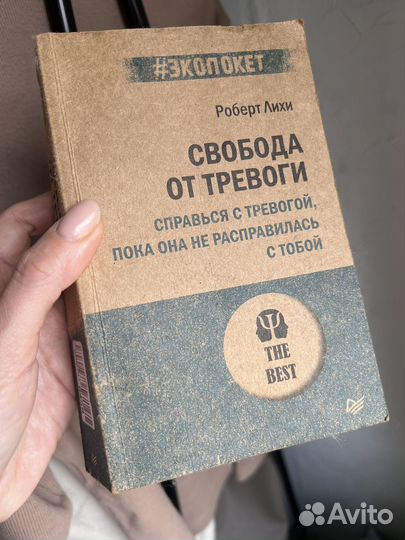 #ЭКОПОКЕТ
Роберт Лихи
СВОБОДА
ОТ ТРЕВОГИ
СПРАВЬСЯ С ТРЕВОГОЙ,
ПОКА ОНА НЕ РАСПРАВИЛАСЬ
С ТОБОЙ
THE
BEST
Avito